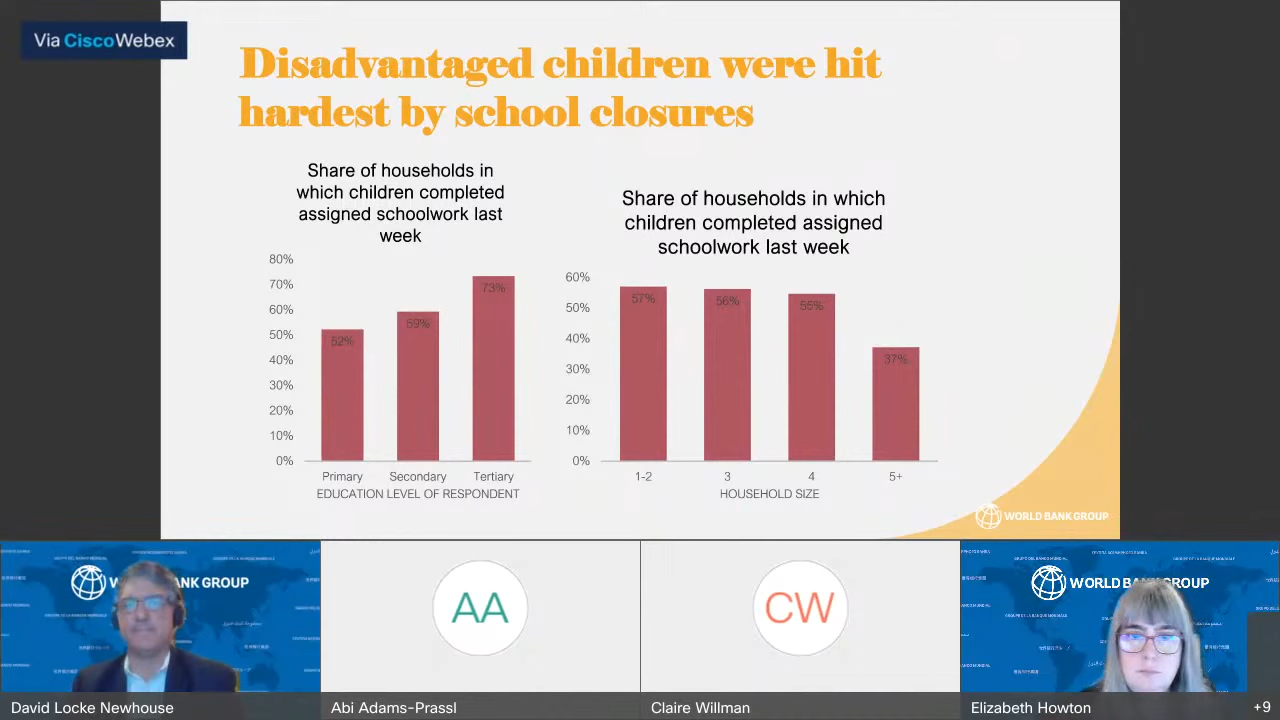 Via Cisco Webex
Disadvantaged children were hit
hardest by school closures
Share of households in
which children completed
assigned schoolwork last
week
80%
70%
60%
50%
40%
30%
20%
10%
0%
52%
59%
73%
Primary
Secondary
Tertiary
EDUCATION LEVEL OF RESPONDENT
Share of households in which
children completed assigned
schoolwork last week
60%
50%
40%
30%
20%
10%
0%
57%
56%
55%
37%
1-2
3
4
5+
HOUSEHOLD SIZE
WORLD BANK GROUP
BANK GROUP
David Locke Newhouse
AA
Abi Adams-Prassl
CW
Claire Willman
WORLD BANK GROUP
Elizabeth Howton
+9